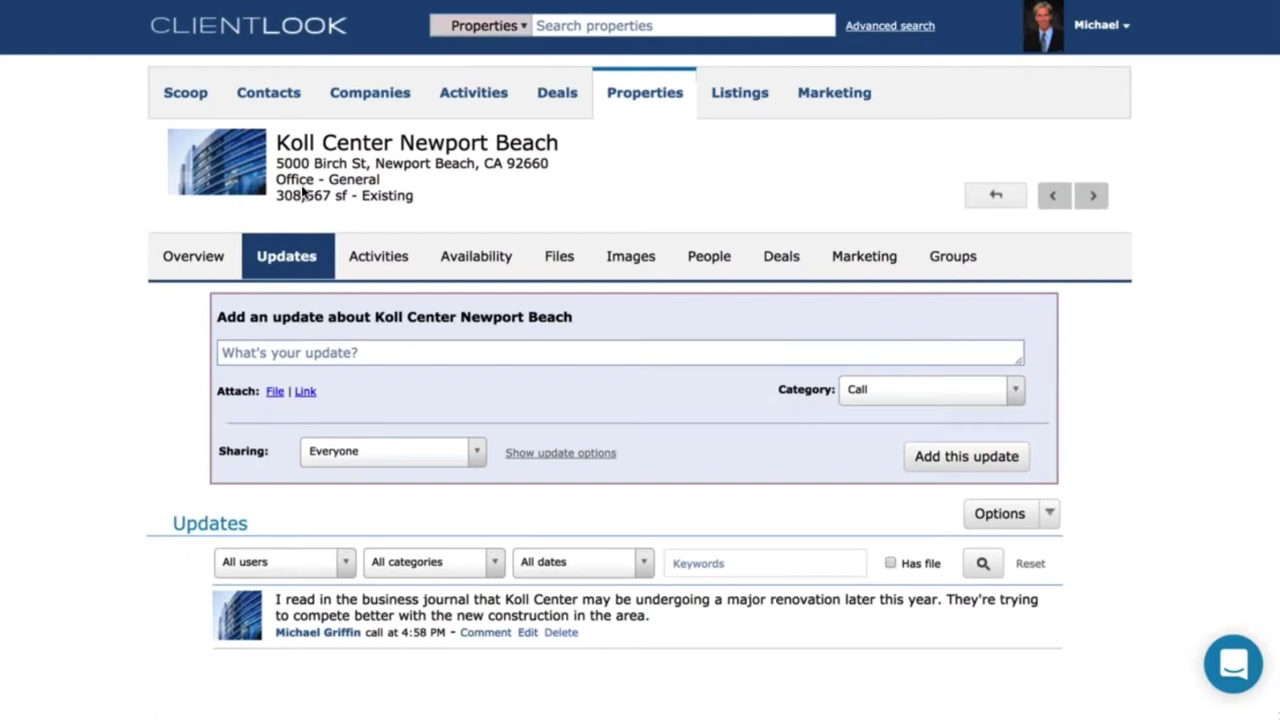 CLIENTLOOK
Properties Search properties Advanced search Michael
Scoop Contacts Companies Activities Deals Properties Listings Marketing
Koll Center Newport Beach
5000 Birch St, Newport Beach, CA 92660
Office - General
308,567 sf - Existing
Overview Updates Activities Availability Files Images People Deals Marketing Groups
Add an update about Koll Center Newport Beach
What's your update?
Attach: File | Link Category: Call
Sharing: Everyone Show update options Add this update
Updates Options
All users All categories All dates Keywords Has file Reset
I read in the business journal that Koll Center may be undergoing a major renovation later this year. They're trying
to compete better with the new construction in the area.
Michael Griffin call at 4:58 PM - Comment Edit Delete